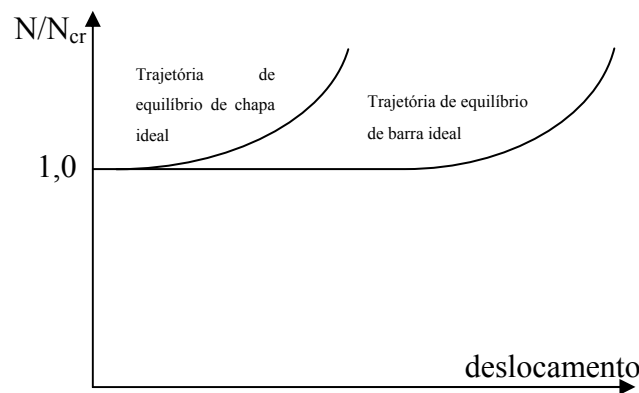 N/Ncr
Trajetória de
equilíbrio de chapa
ideal
Trajetória de equilíbrio
de barra ideal
1,0
deslocamento